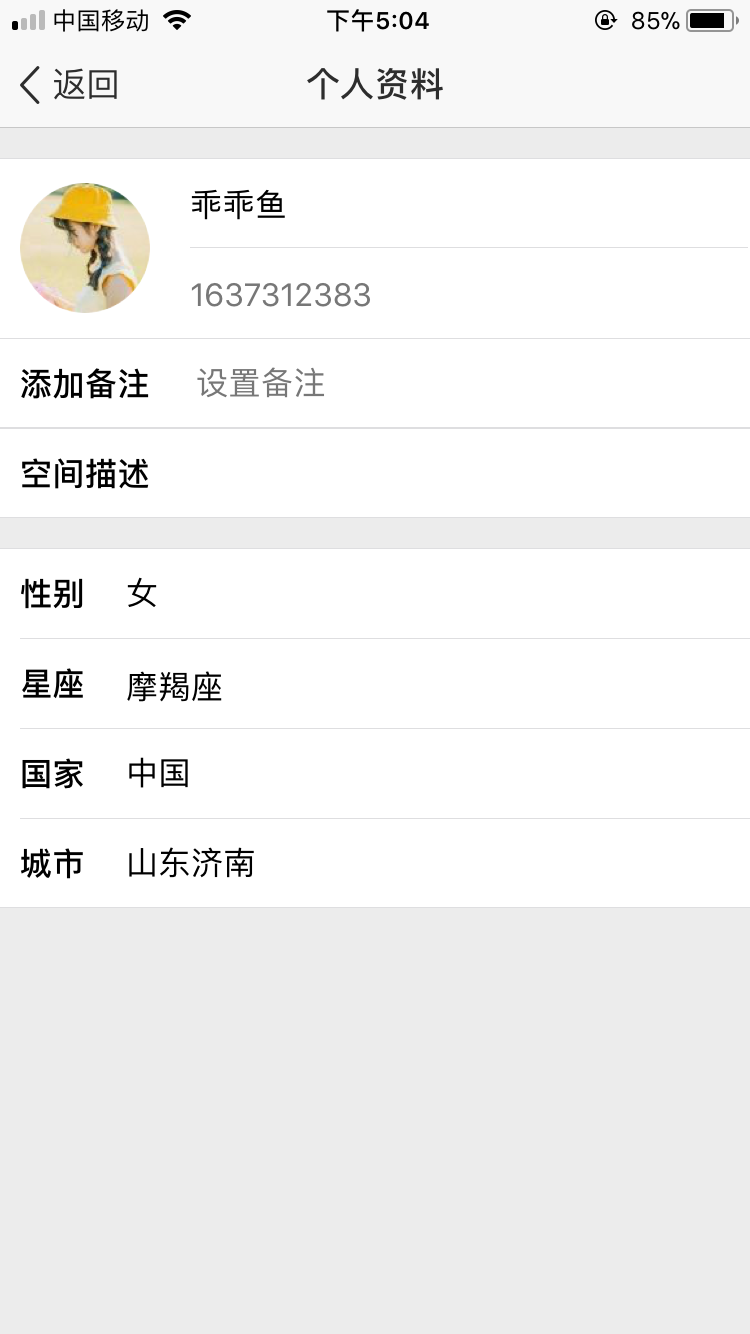 中国移动 下午5:04 85%
返回 个人资料
乖乖鱼
1637312383
添加备注 设置备注
空间描述
性别 女
星座 摩羯座
国家 中国
城市 山东济南